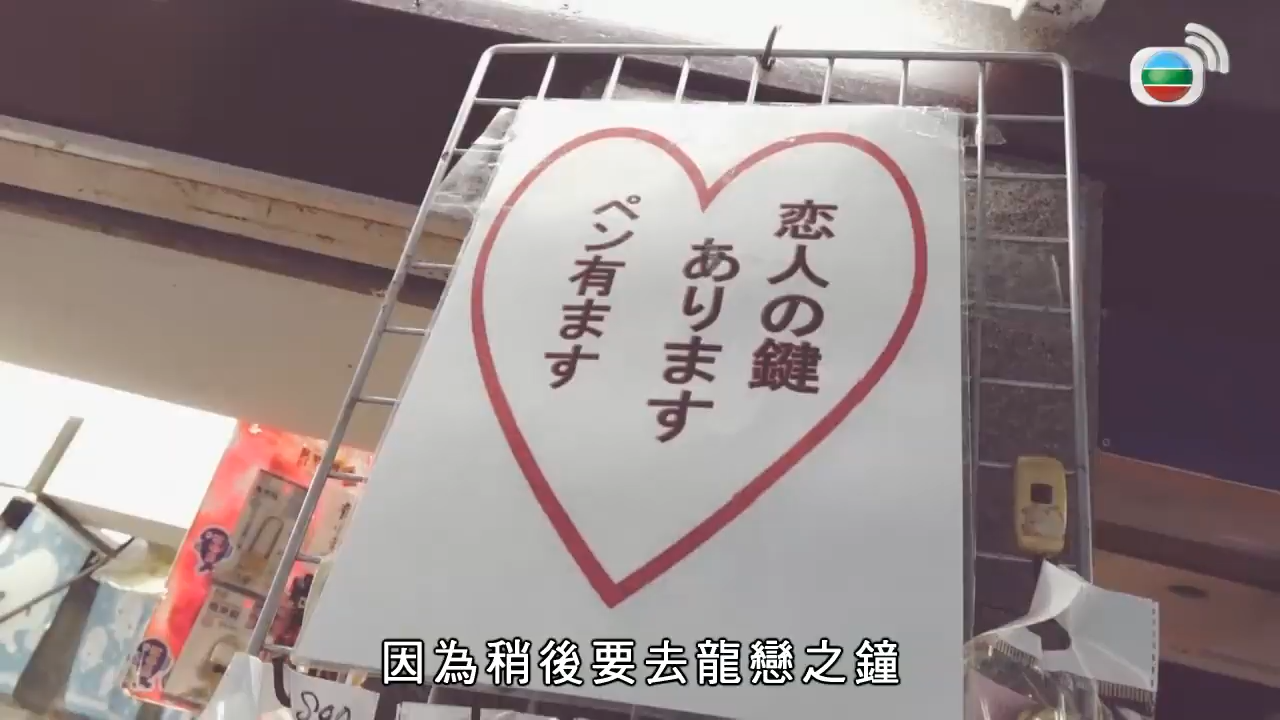 恋人の鍵
あります
ペン有ます
因為稍後要去龍戀之鐘